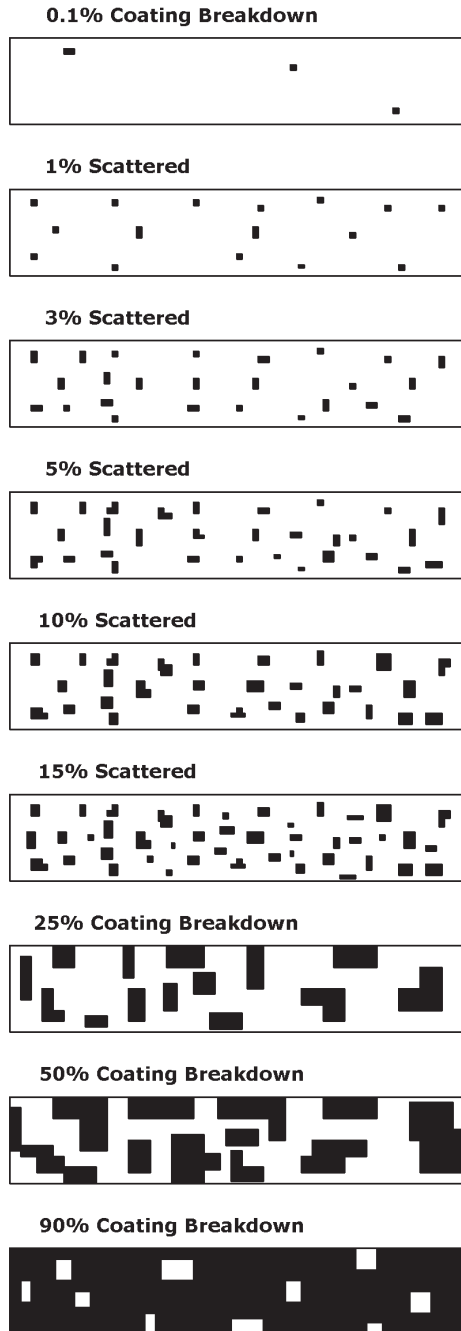 0.1% Coating Breakdown
1% Scattered
3% Scattered
5% Scattered
10% Scattered
15% Scattered
25% Coating Breakdown
50% Coating Breakdown
90% Coating Breakdown